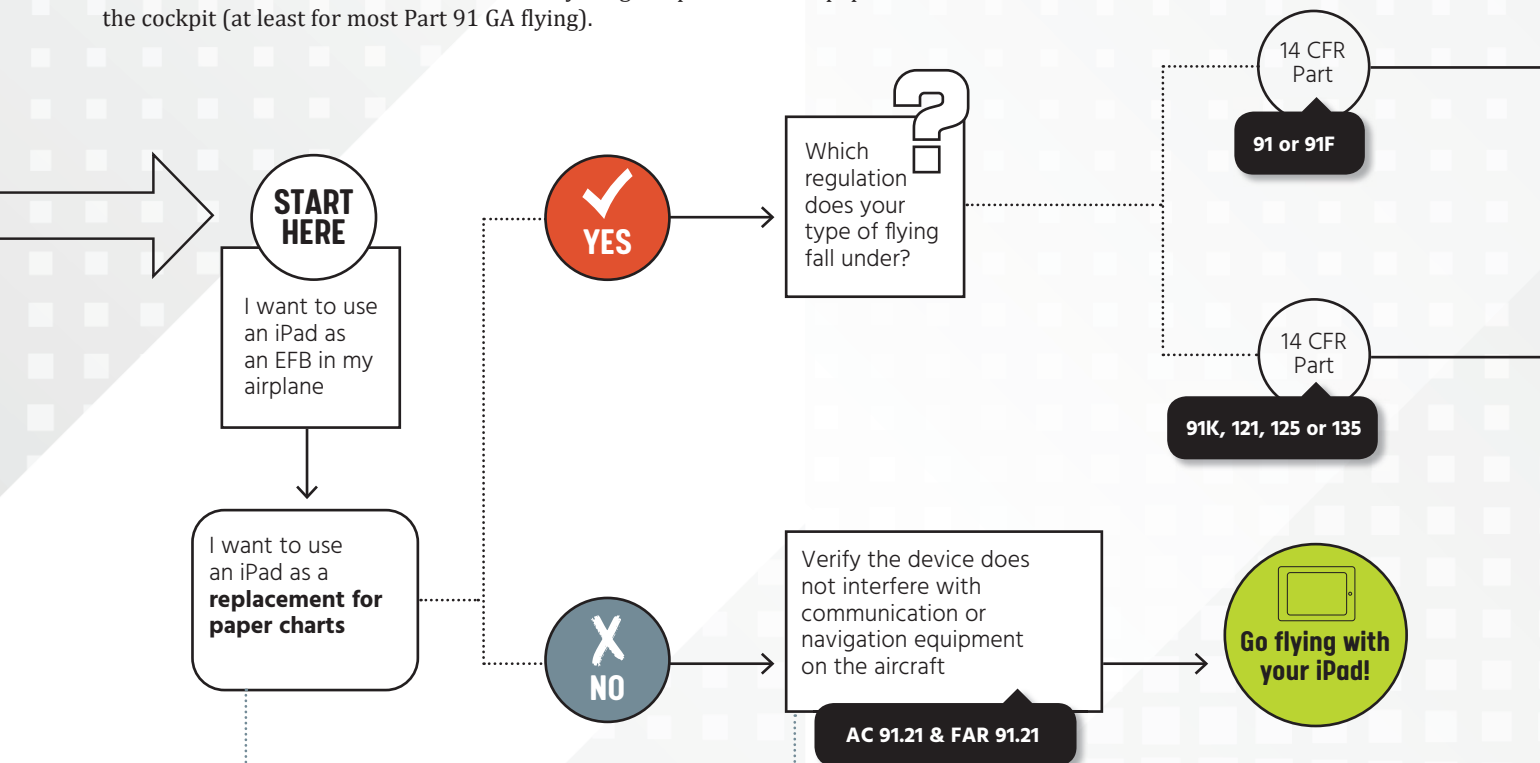 the cockpit (at least for most Part 91 GA flying).
START
HERE
I want to use
an iPad as
an EFB in my
airplane
I want to use
an iPad as a
replacement for
paper charts
YES
Which
regulation
does your
type of flying
fall under?
?
14 CFR
Part
91 or 91F
14 CFR
Part
91K, 121, 125 or 135
X
NO
Verify the device does
not interfere with
communication or
navigation equipment
on the aircraft
AC 91.21 & FAR 91.21
Go flying with
your iPad!